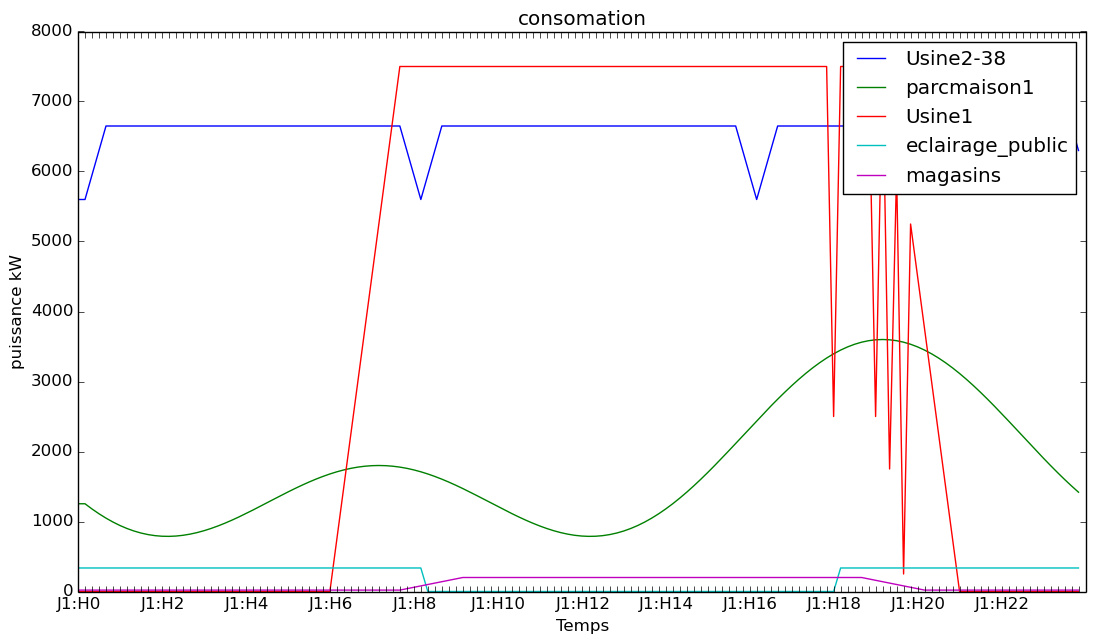 consomation
8000
7000
6000
5000
4000
3000
2000
1000
0
puissance kW
Usine2-38
parcmaison1
Usine1
eclairage_public
magasins
J1:H0 J1:H2 J1:H4 J1:H6 J1:H8 J1:H10 J1:H12 J1:H14 J1:H16 J1:H18 J1:H20 J1:H22
Temps